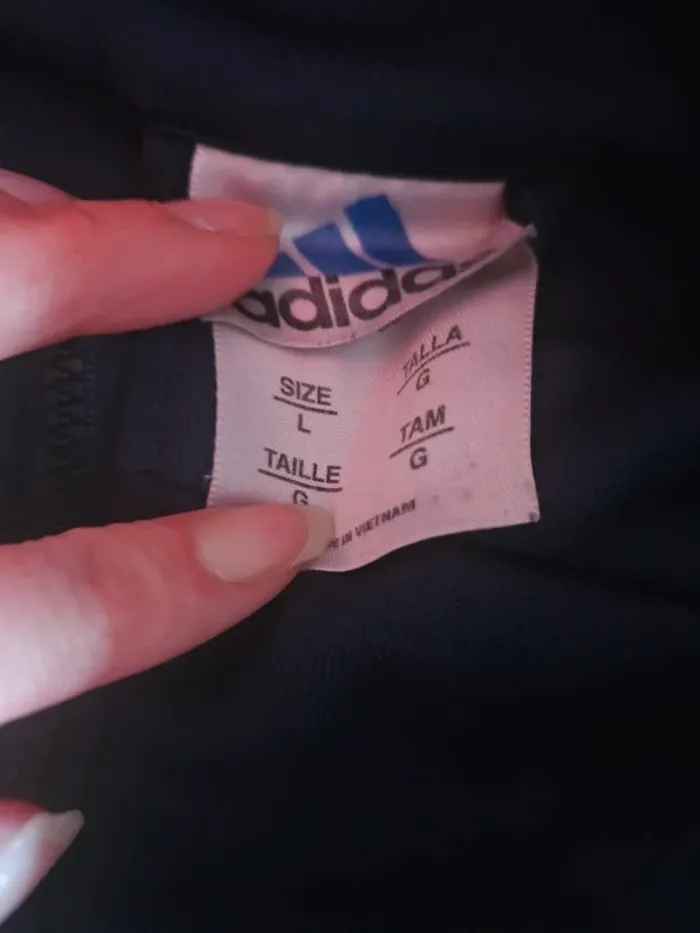 adidas
SIZE
L
TALLA
G
TAILLE
G
TAM
G
IN VIETNAM